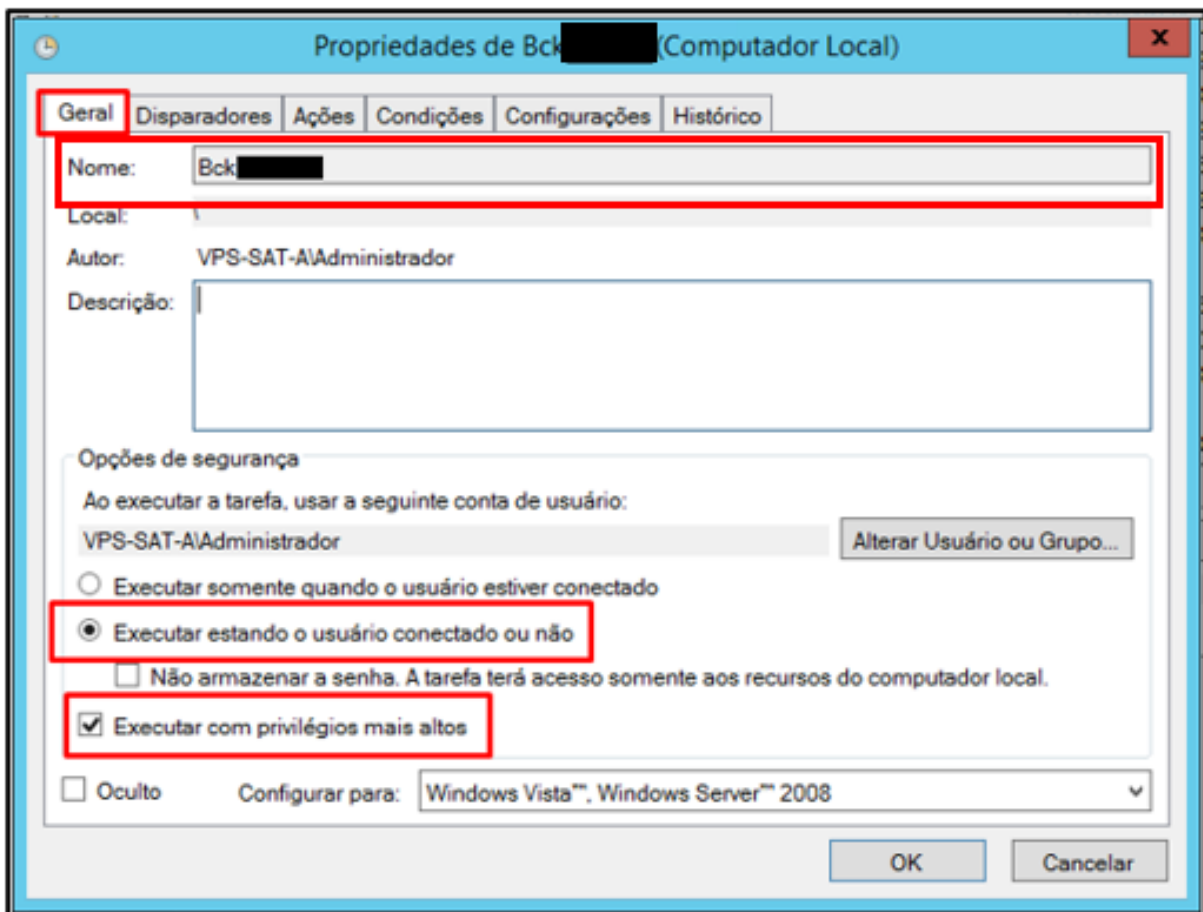 Propriedades de Bck (Computador Local)
x
Geral Disparadores Ações Condições Configurações Histórico
Nome: Bck
Local: \
Autor: VPS-SAT-A\Administrador
Descrição:
Opções de segurança
Ao executar a tarefa, usar a seguinte conta de usuário:
VPS-SAT-A\Administrador Alterar Usuário ou Grupo...
Executar somente quando o usuário estiver conectado
Executar estando o usuário conectado ou não
Não armazenar a senha. A tarefa terá acesso somente aos recursos do computador local.
Executar com privilégios mais altos
Oculto Configurar para: Windows Vista™, Windows Server™ 2008
OK Cancelar